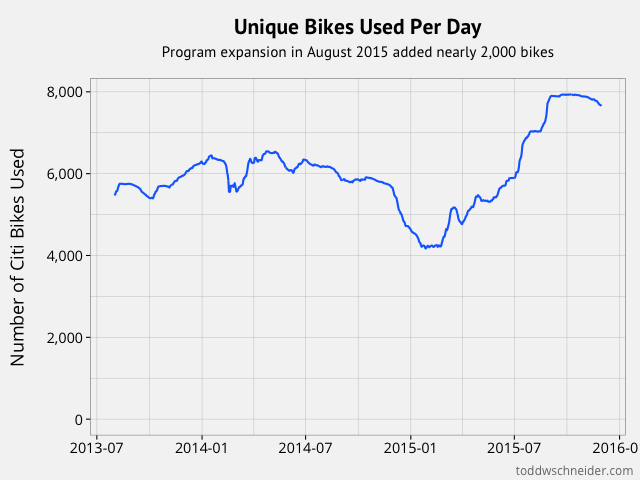 Unique Bikes Used Per Day
Program expansion in August 2015 added nearly 2,000 bikes
Number of Citi Bikes Used
8,000
6,000
4,000
2,000
0
2013-07 2014-01 2014-07 2015-01 2015-07 2016-0
toddwschneider.com